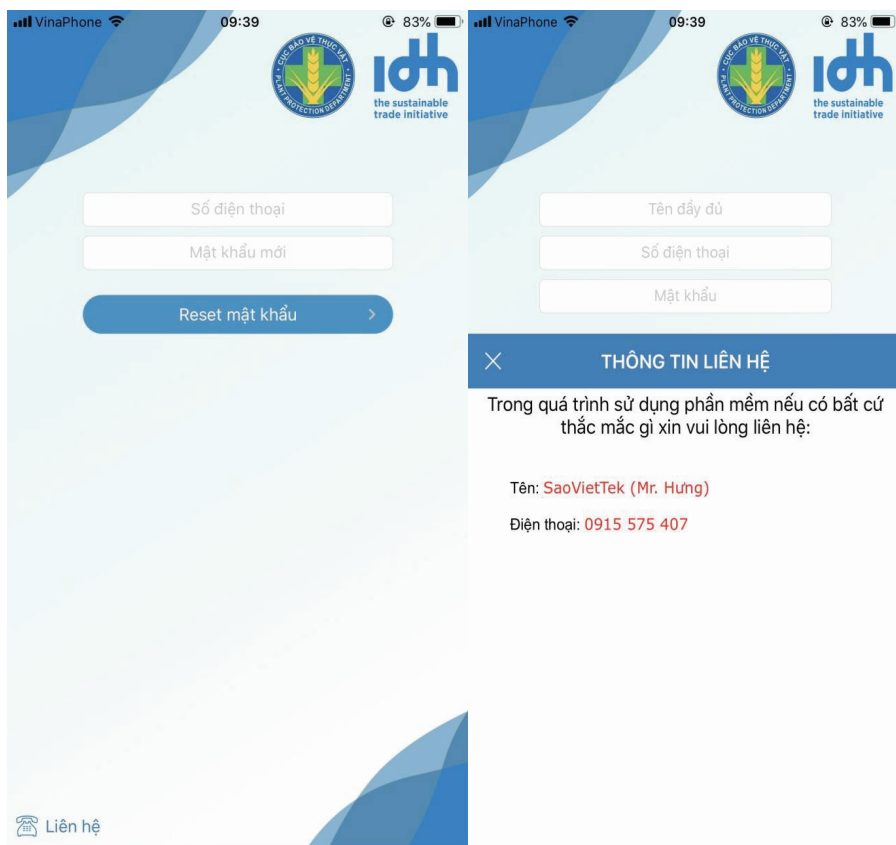 VinaPhone 09:39 83%
CỤC BẢO VỆ THỰC VẬT
PLANT PROTECTION DEPARTMENT
idh
the sustainable
trade initiative
Số điện thoại
Mật khẩu mới
Reset mật khẩu
Liên hệ
VinaPhone 09:39 83%
CỤC BẢO VỆ THỰC VẬT
PLANT PROTECTION DEPARTMENT
idh
the sustainable
trade initiative
Tên đầy đủ
Số điện thoại
Mật khẩu
THÔNG TIN LIÊN HỆ
Trong quá trình sử dụng phần mềm nếu có bất cứ
thắc mắc gì xin vui lòng liên hệ:
Tên: SaoVietTek (Mr. Hưng)
Điện thoại: 0915 575 407